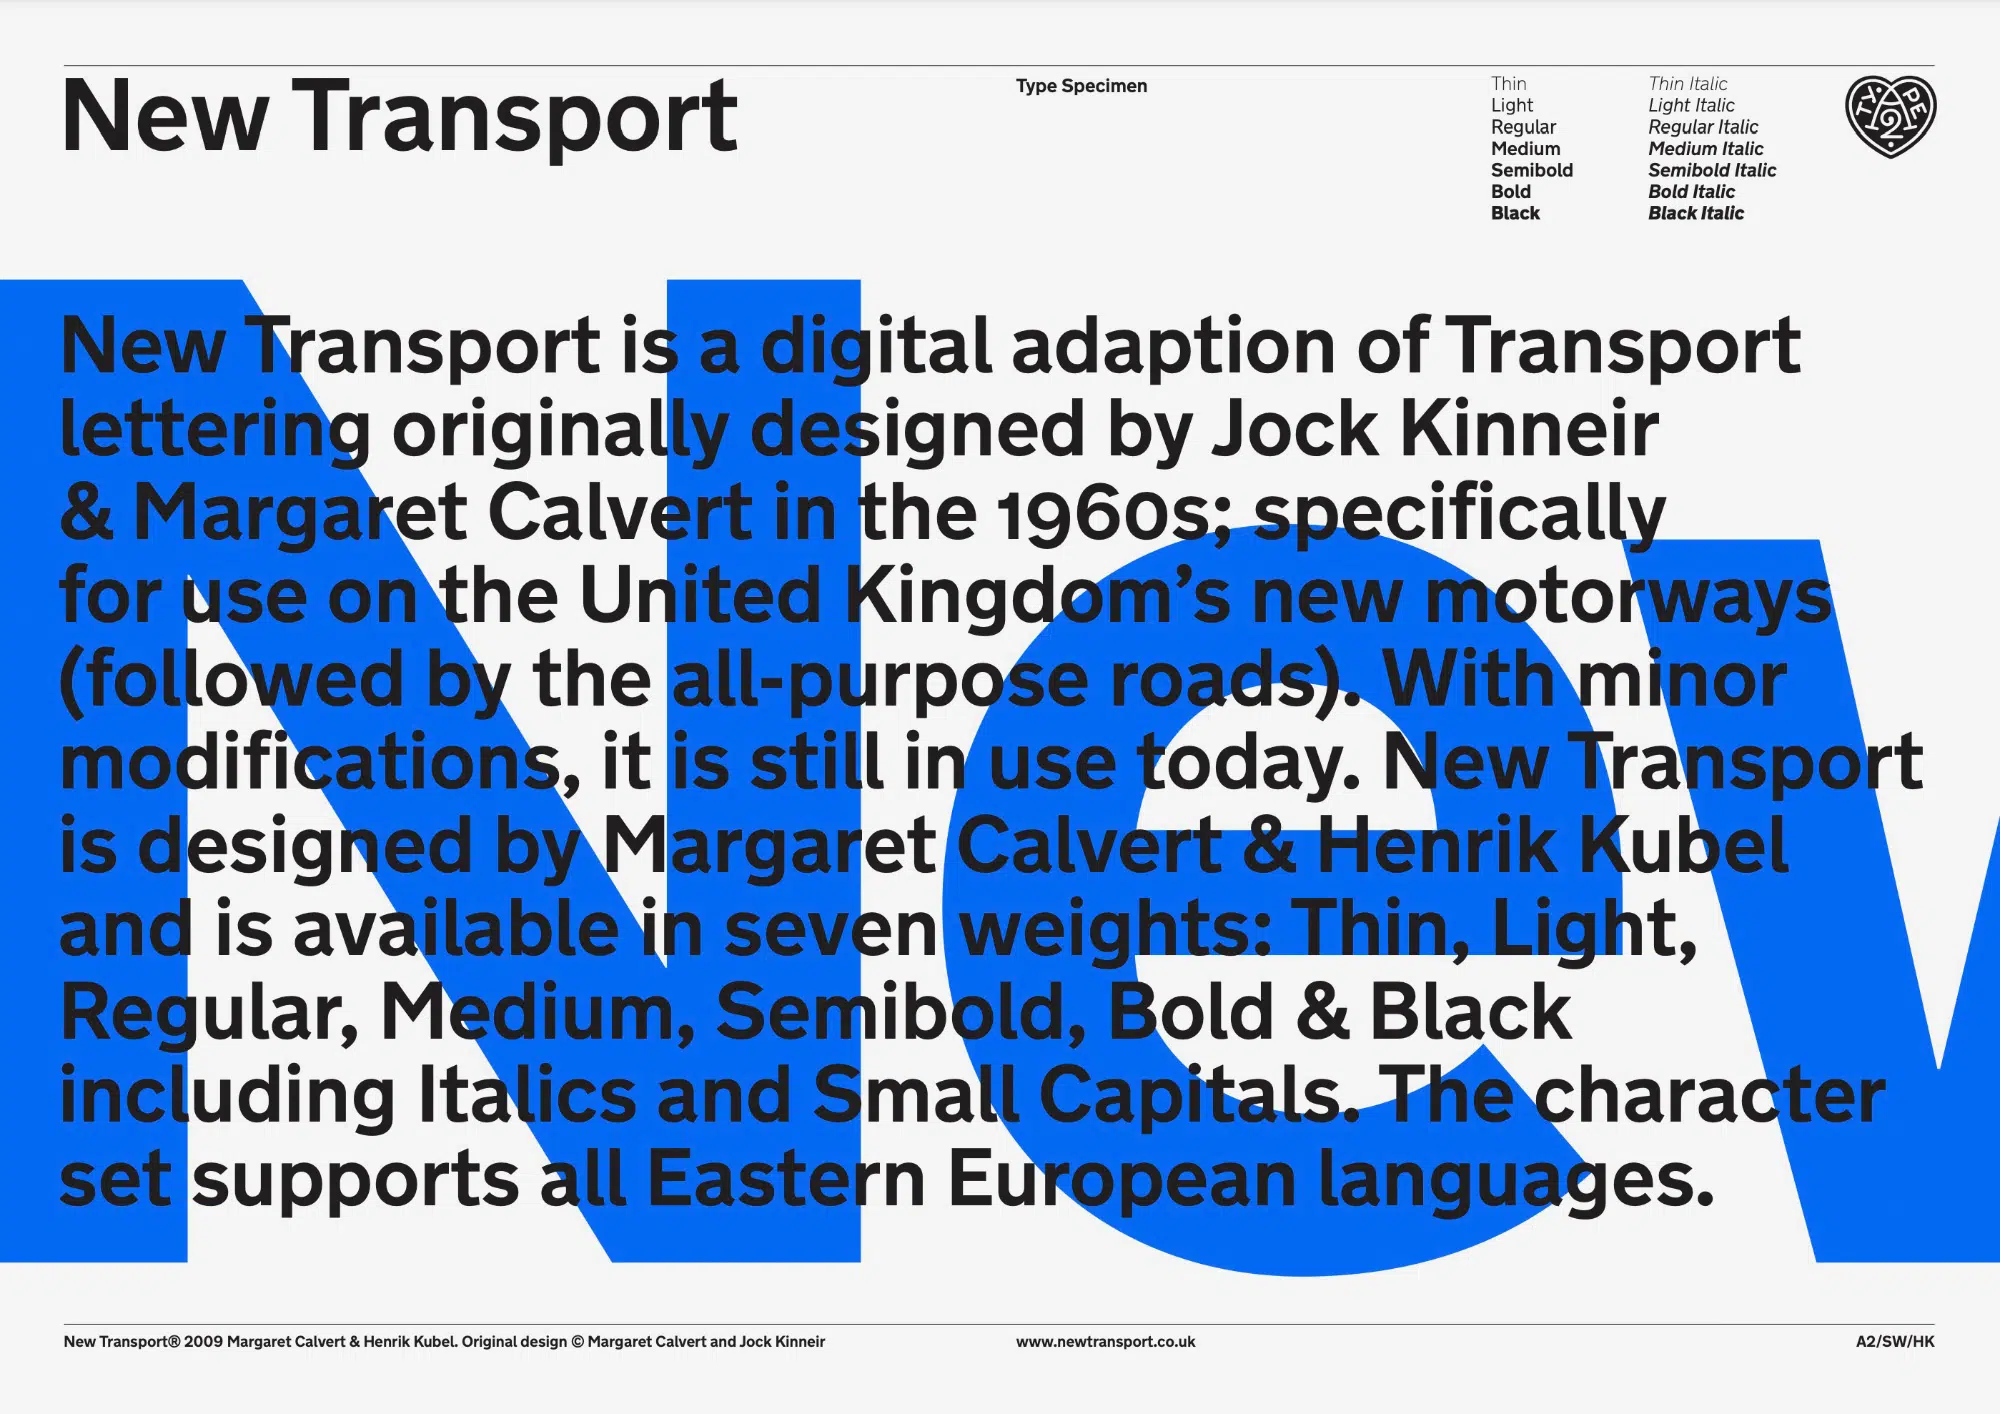 New Transport
Type Specimen
Thin
Light
Regular
Medium
Semibold
Bold
Black
Thin Italic
Light Italic
Regular Italic
Medium Italic
Semibold Italic
Bold Italic
Black Italic
A2 TYPE
New
New Transport is a digital adaption of Transport
lettering originally designed by Jock Kinneir
& Margaret Calvert in the 1960s; specifically
for use on the United Kingdom’s new motorways
(followed by the all-purpose roads). With minor
modifications, it is still in use today. New Transport
is designed by Margaret Calvert & Henrik Kubel
and is available in seven weights: Thin, Light,
Regular, Medium, Semibold, Bold & Black
including Italics and Small Capitals. The character
set supports all Eastern European languages.
New Transport® 2009 Margaret Calvert & Henrik Kubel. Original design © Margaret Calvert and Jock Kinneir
www.newtransport.co.uk
A2/SW/HK